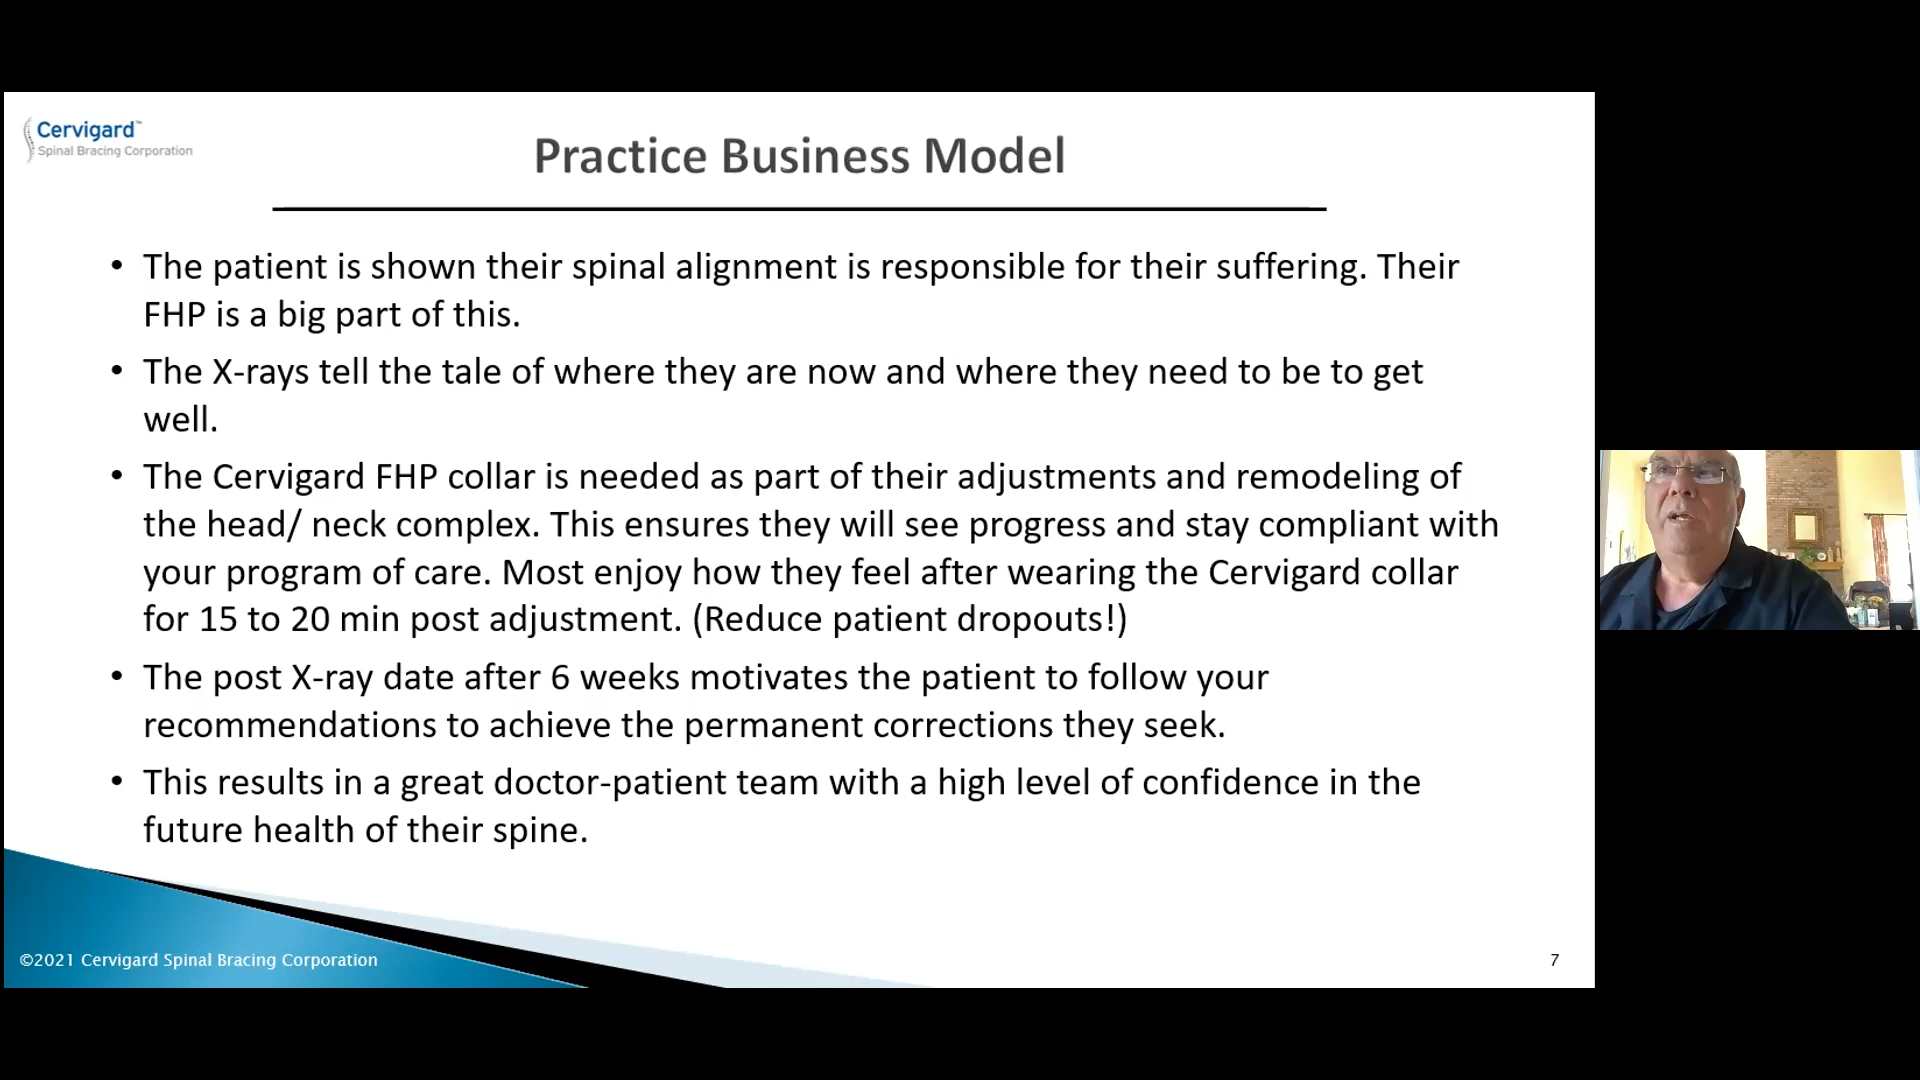 Cervigard™
Spinal Bracing Corporation
Practice Business Model
• The patient is shown their spinal alignment is responsible for their suffering. Their
FHP is a big part of this.
• The X-rays tell the tale of where they are now and where they need to be to get
well.
• The Cervigard FHP collar is needed as part of their adjustments and remodeling of
the head/ neck complex. This ensures they will see progress and stay compliant with
your program of care. Most enjoy how they feel after wearing the Cervigard collar
for 15 to 20 min post adjustment. (Reduce patient dropouts!)
• The post X-ray date after 6 weeks motivates the patient to follow your
recommendations to achieve the permanent corrections they seek.
• This results in a great doctor-patient team with a high level of confidence in the
future health of their spine.
©2021 Cervigard Spinal Bracing Corporation
7